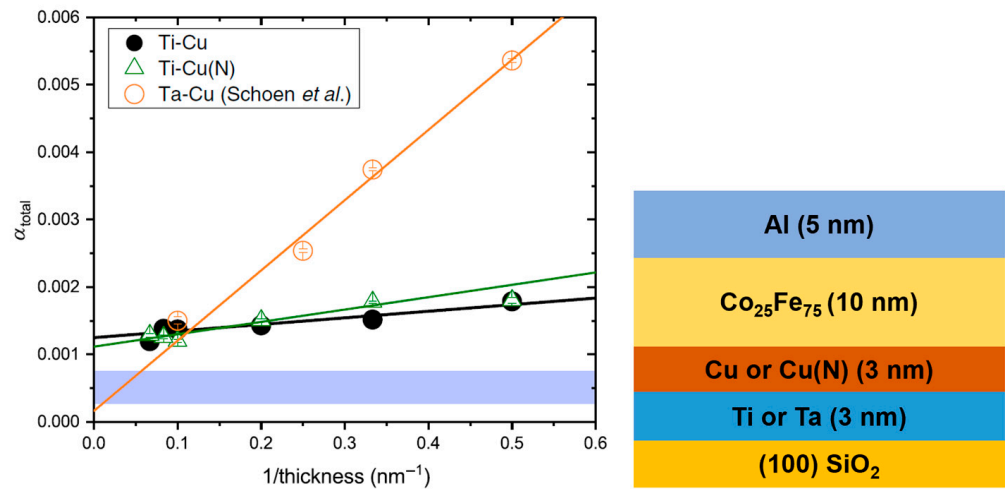 0.006
0.005
0.004
0.003
0.002
0.001
0.000
α_total
Ti-Cu
Ti-Cu(N)
Ta-Cu (Schoen et al.)
0.0 0.1 0.2 0.3 0.4 0.5 0.6
1/thickness (nm⁻¹)
Al (5 nm)
Co₂₅Fe₇₅ (10 nm)
Cu or Cu(N) (3 nm)
Ti or Ta (3 nm)
(100) SiO₂